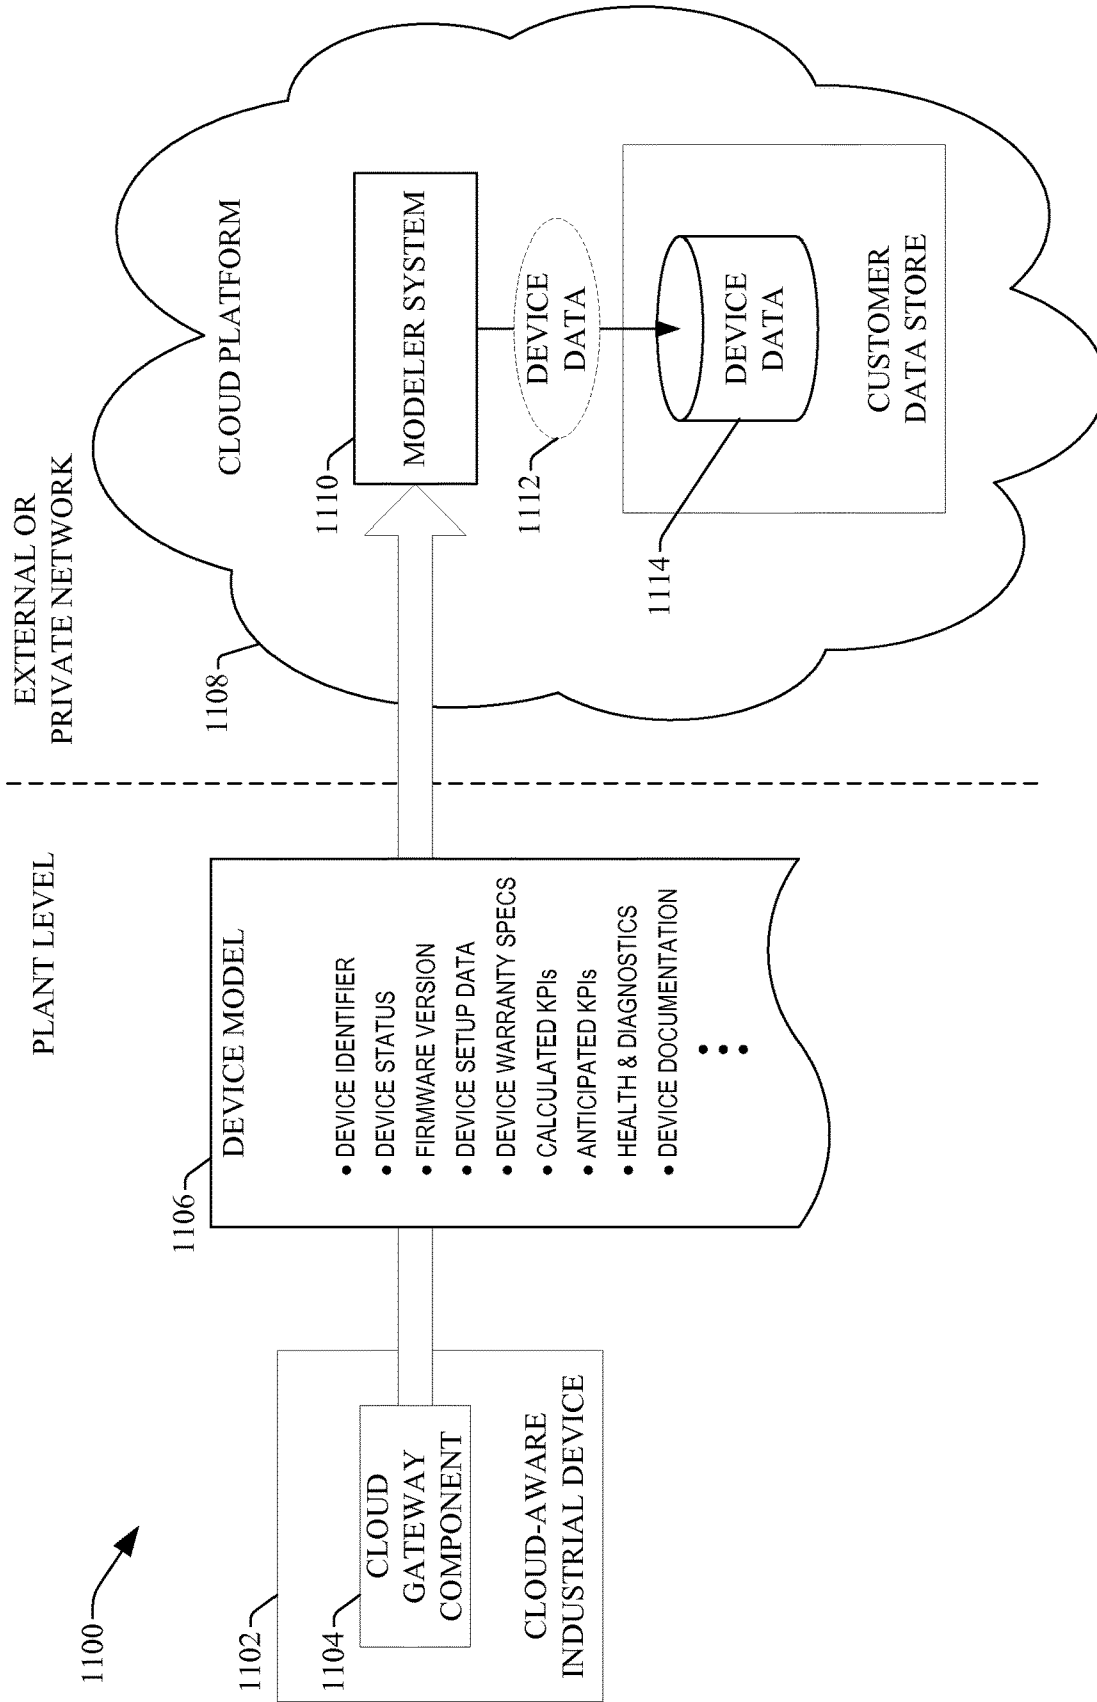 1100
PLANT LEVEL
EXTERNAL OR
PRIVATE NETWORK
1102
1104
CLOUD
GATEWAY
COMPONENT
CLOUD-AWARE
INDUSTRIAL DEVICE
1106
DEVICE MODEL
• DEVICE IDENTIFIER
• DEVICE STATUS
• FIRMWARE VERSION
• DEVICE SETUP DATA
• DEVICE WARRANTY SPECS
• CALCULATED KPIs
• ANTICIPATED KPIs
• HEALTH & DIAGNOSTICS
• DEVICE DOCUMENTATION
• • •
1108
CLOUD PLATFORM
1110
MODELER SYSTEM
1112
DEVICE
DATA
1114
DEVICE
DATA
CUSTOMER
DATA STORE